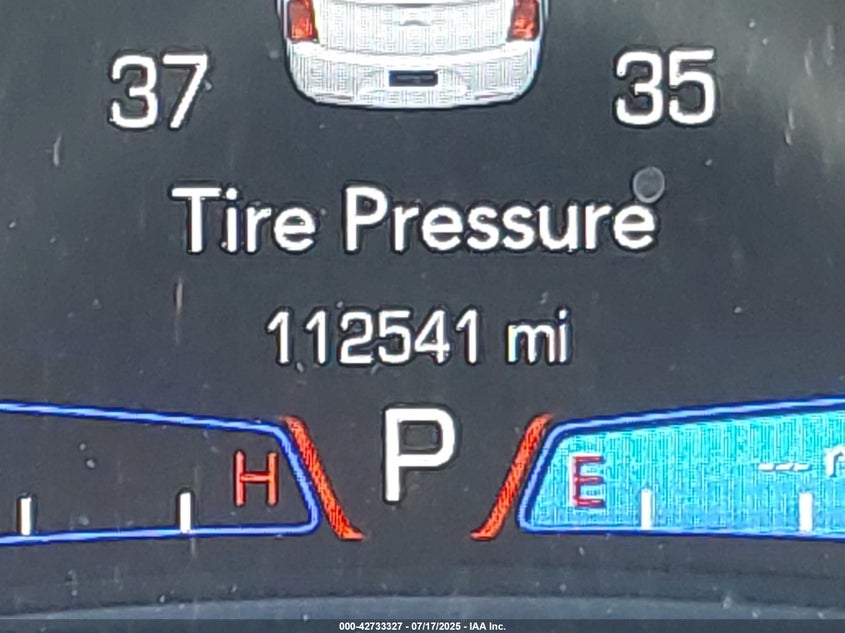 37 35
Tire Pressure
112541 mi
P
H E
000-42733327 - 07/17/2025 - IAA Inc.